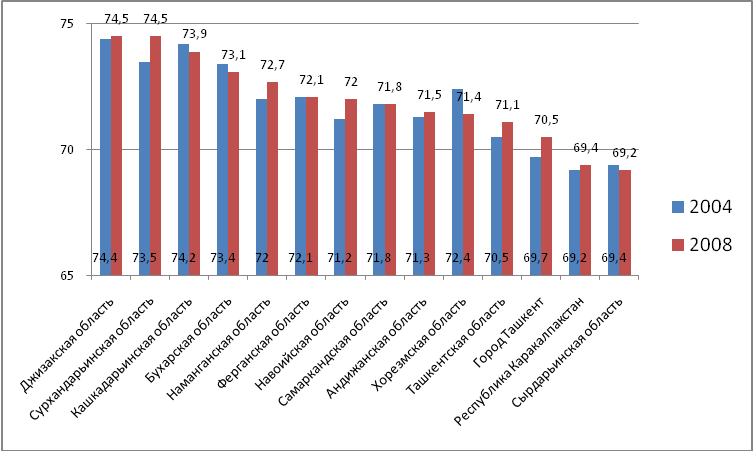 75
70
65
74,5
74,5
73,9
73,1
72,7
72,1
72
71,8
71,5
71,4
71,1
70,5
69,4
69,2
74,4
73,5
74,2
73,4
72
72,1
71,2
71,8
71,3
72,4
70,5
69,7
69,2
69,4
2004
2008
Джизакская область
Сурхандарьинская область
Кашкадарьинская область
Бухарская область
Наманганская область
Ферганская область
Навоийская область
Самаркандская область
Андижанская область
Хорезмская область
Ташкентская область
Город Ташкент
Республика Каракалпакстан
Сырдарьинская область